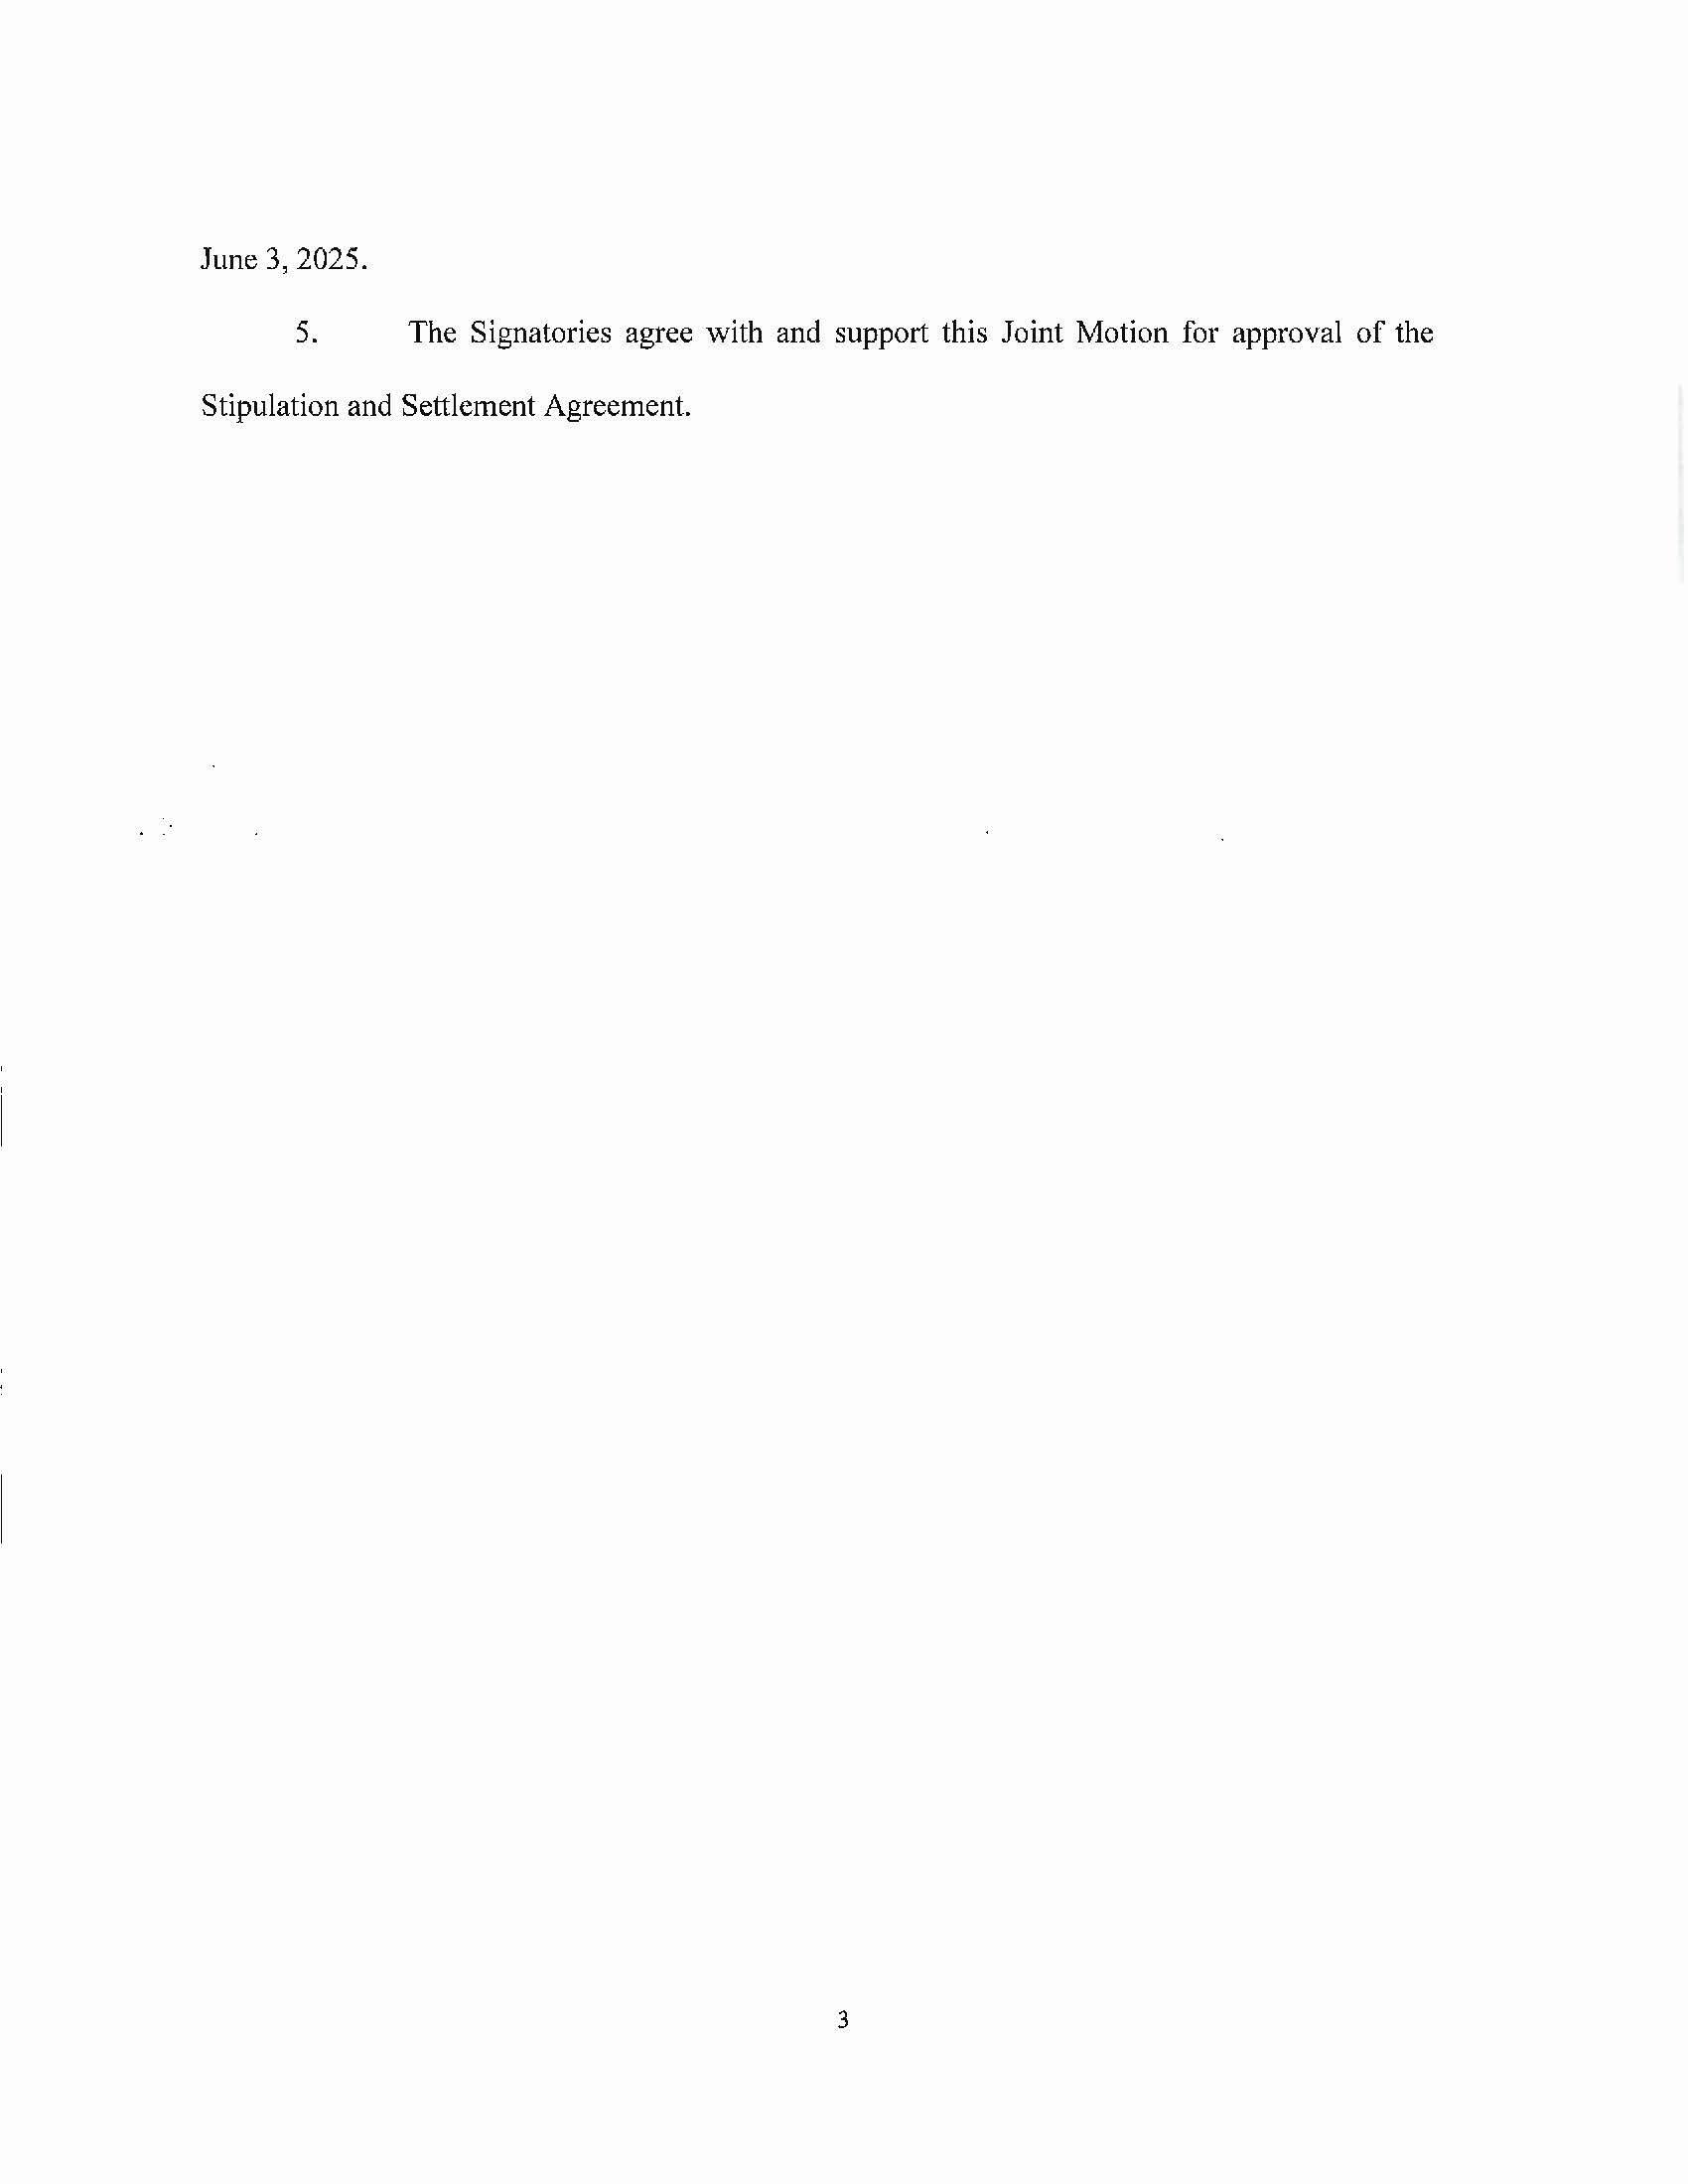 June 3, 2025.
5. The Signatories agree with and support this Joint Motion for approval of the
Stipulation and Settlement Agreement.
3